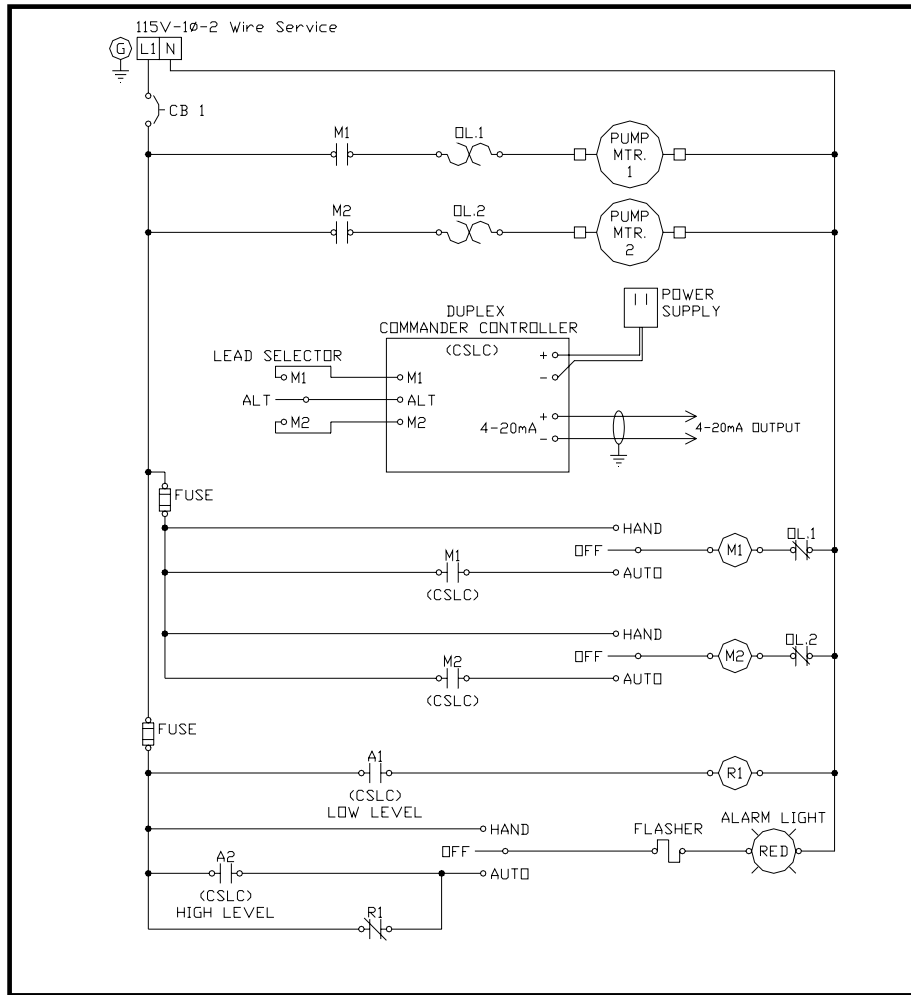 115V-1Ø-2 Wire Service
G L1 N
CB 1
M1
OL.1
PUMP
MTR.
1
M2
OL.2
PUMP
MTR.
2
POWER
SUPPLY
DUPLEX
COMMANDER CONTROLLER
(CSLC)
LEAD SELECTOR
M1
M1
ALT
ALT
M2
M2
+
-
+
4-20mA
-
4-20mA OUTPUT
FUSE
HAND
OFF
M1
OL.1
M1
AUTO
(CSLC)
HAND
OFF
M2
OL.2
M2
AUTO
(CSLC)
FUSE
A1
R1
(CSLC)
LOW LEVEL
HAND
FLASHER
ALARM LIGHT
OFF
RED
A2
AUTO
(CSLC)
HIGH LEVEL
R1